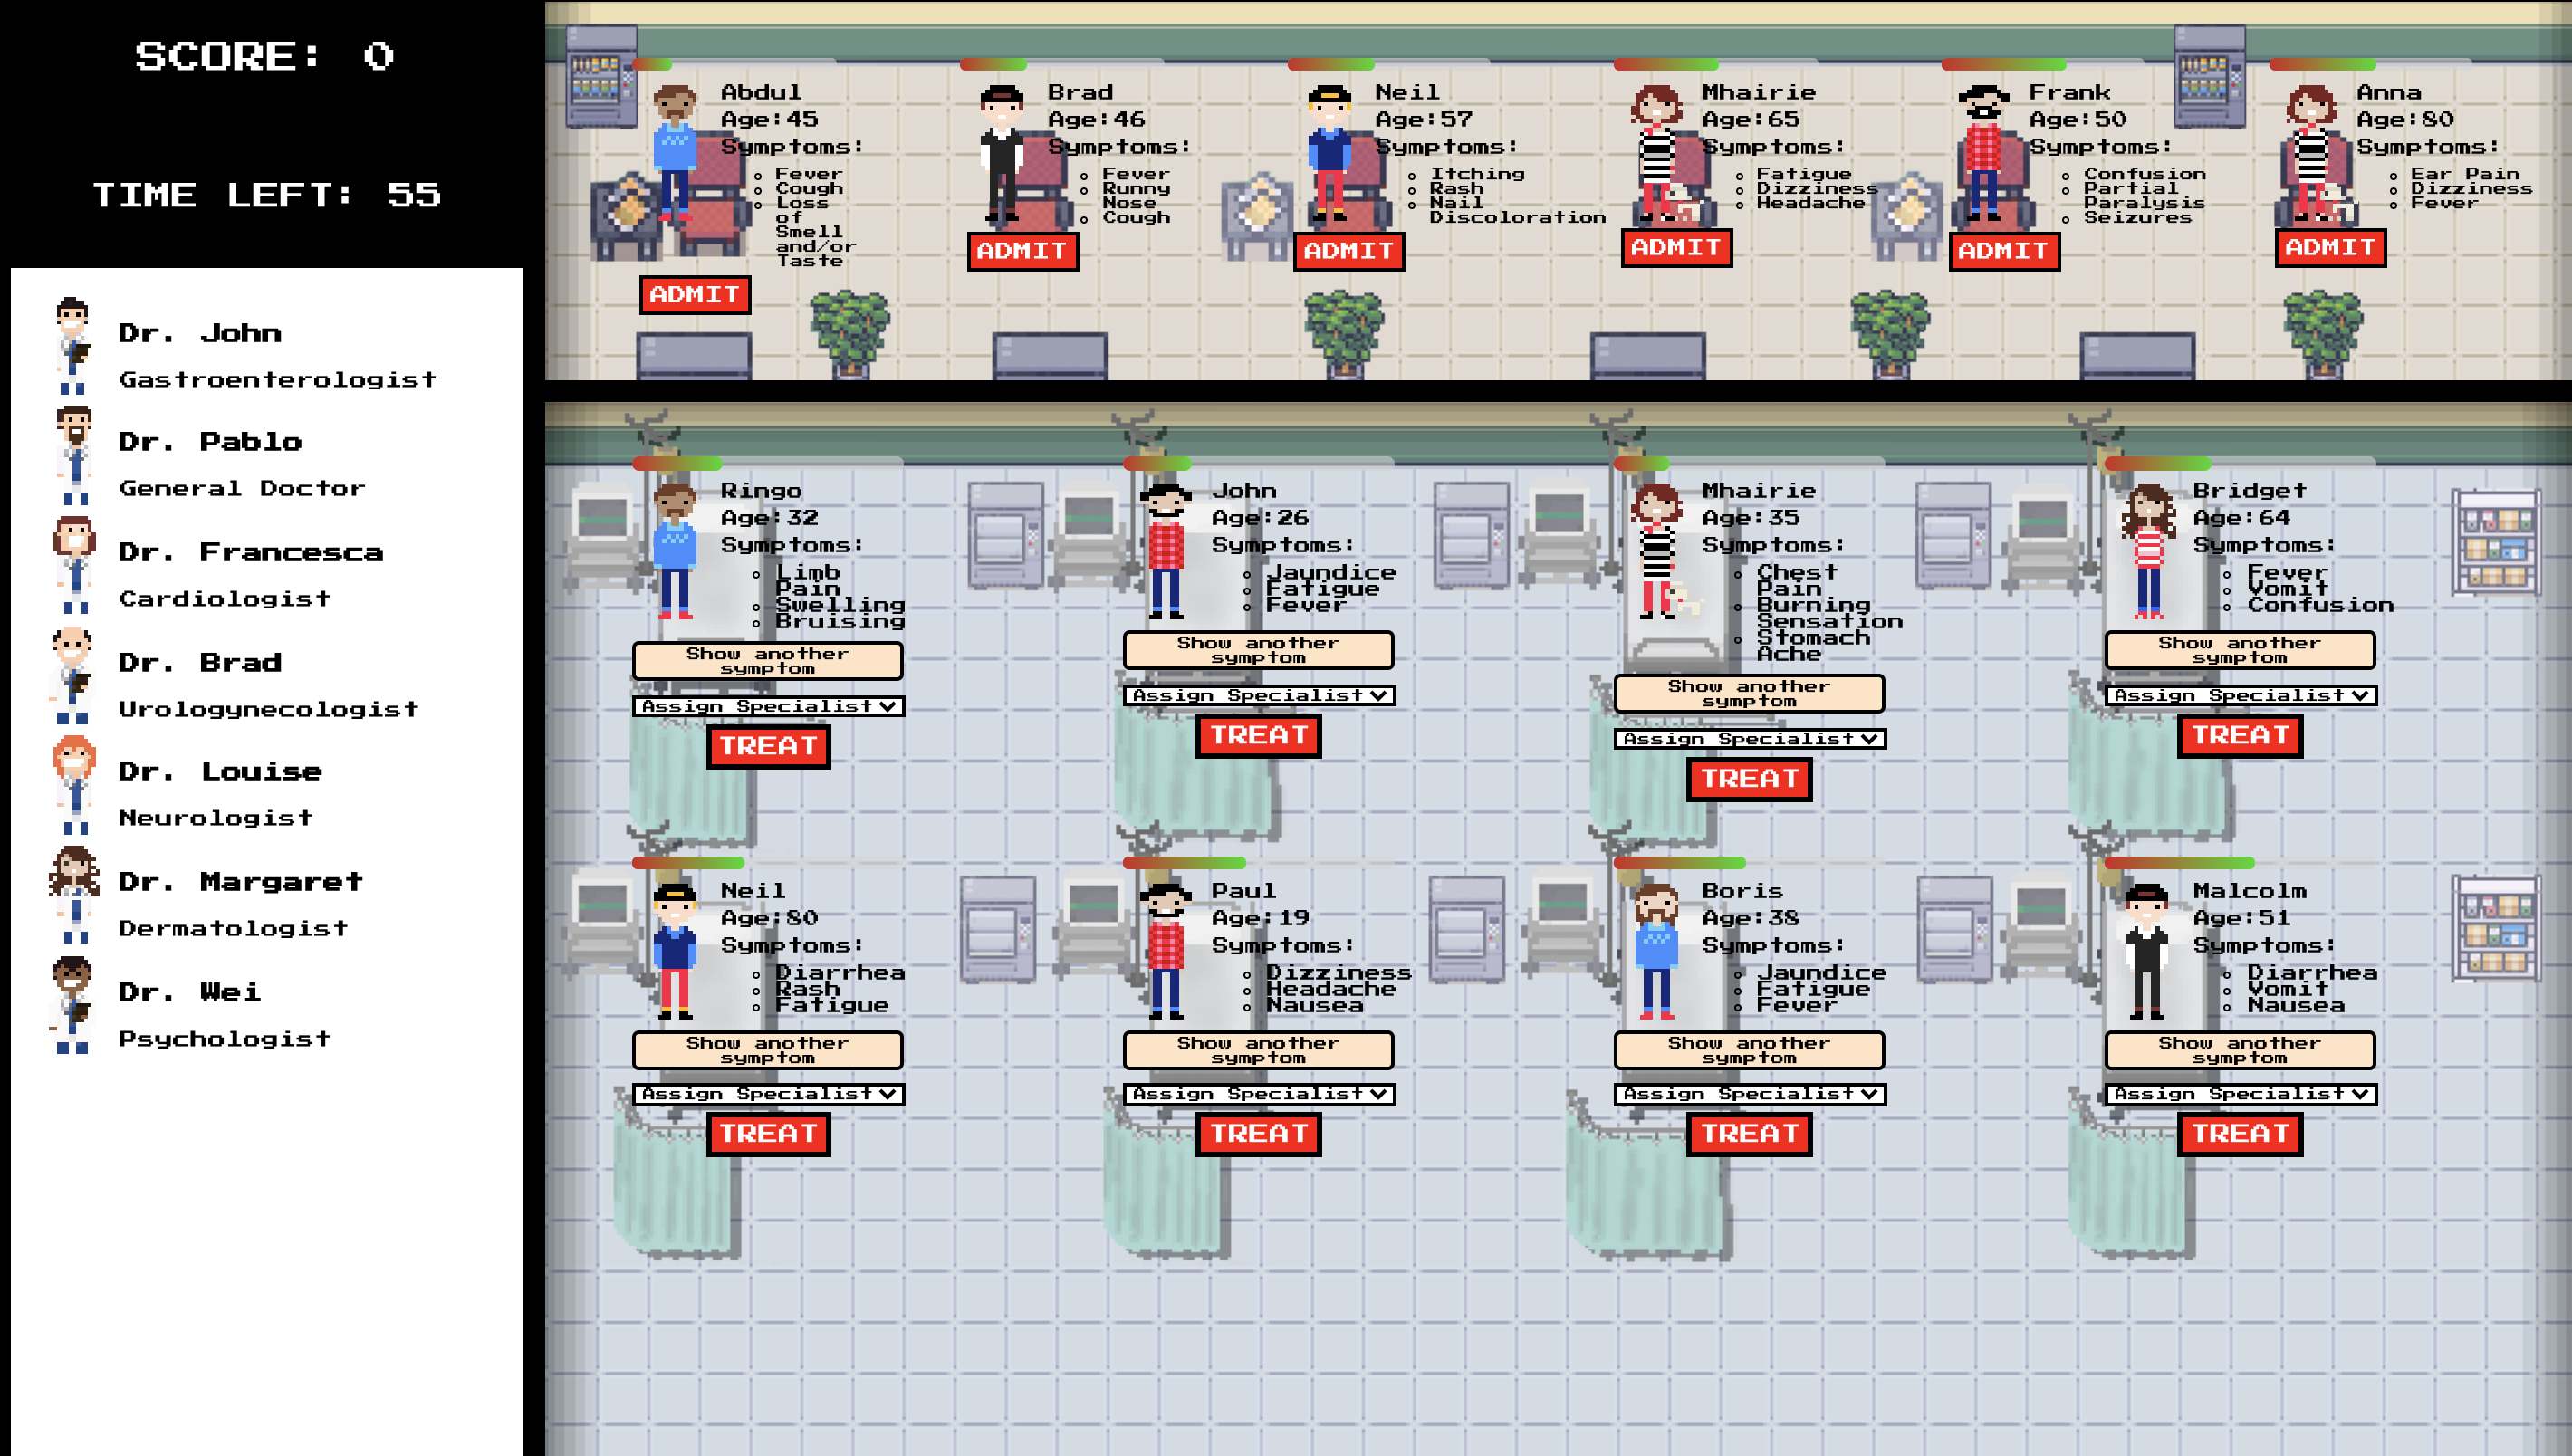 SCORE: 0
TIME LEFT: 55
Dr. John
Gastroenterologist
Dr. Pablo
General Doctor
Dr. Francesca
Cardiologist
Dr. Brad
Urologynecologist
Dr. Louise
Neurologist
Dr. Margaret
Dermatologist
Dr. Wei
Psychologist
Abdul
Age:45
Symptoms:
Fever
Cough
Loss
of
Smell
and/or
Taste
ADMIT
Brad
Age:46
Symptoms:
Fever
Runny
Nose
Cough
ADMIT
Neil
Age:57
Symptoms:
Itching
Rash
Nail
Discoloration
ADMIT
Mhairie
Age:65
Symptoms:
Fatigue
Dizziness
Headache
ADMIT
Frank
Age:50
Symptoms:
Confusion
Partial
Paralysis
Seizures
ADMIT
Anna
Age:80
Symptoms:
Ear Pain
Dizziness
Fever
ADMIT
Ringo
Age:32
Symptoms:
Limb
Pain
Swelling
Bruising
Show another
symptom
Assign Specialist
TREAT
John
Age:26
Symptoms:
Jaundice
Fatigue
Fever
Show another
symptom
Assign Specialist
TREAT
Mhairie
Age:35
Symptoms:
Chest
Pain
Burning
Sensation
Stomach
Ache
Show another
symptom
Assign Specialist
TREAT
Bridget
Age:64
Symptoms:
Fever
Vomit
Confusion
Show another
symptom
Assign Specialist
TREAT
Neil
Age:80
Symptoms:
Diarrhea
Rash
Fatigue
Show another
symptom
Assign Specialist
TREAT
Paul
Age:19
Symptoms:
Dizziness
Headache
Nausea
Show another
symptom
Assign Specialist
TREAT
Boris
Age:38
Symptoms:
Jaundice
Fatigue
Fever
Show another
symptom
Assign Specialist
TREAT
Malcolm
Age:51
Symptoms:
Diarrhea
Vomit
Nausea
Show another
symptom
Assign Specialist
TREAT